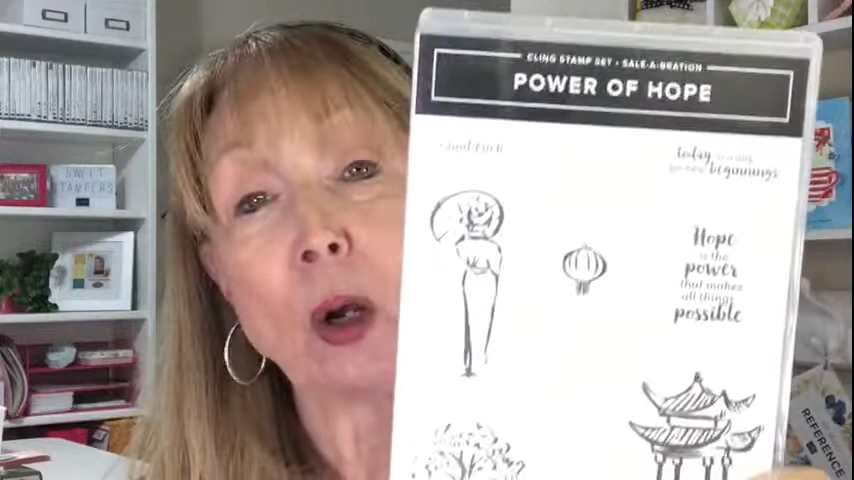 CLING STAMP SET • SALE-A-BRATION
POWER OF HOPE
good luck
today is a day
for new beginnings
Hope
is the
power
that makes
all things
possible
SWEET
STAMPERS
REFERENCE